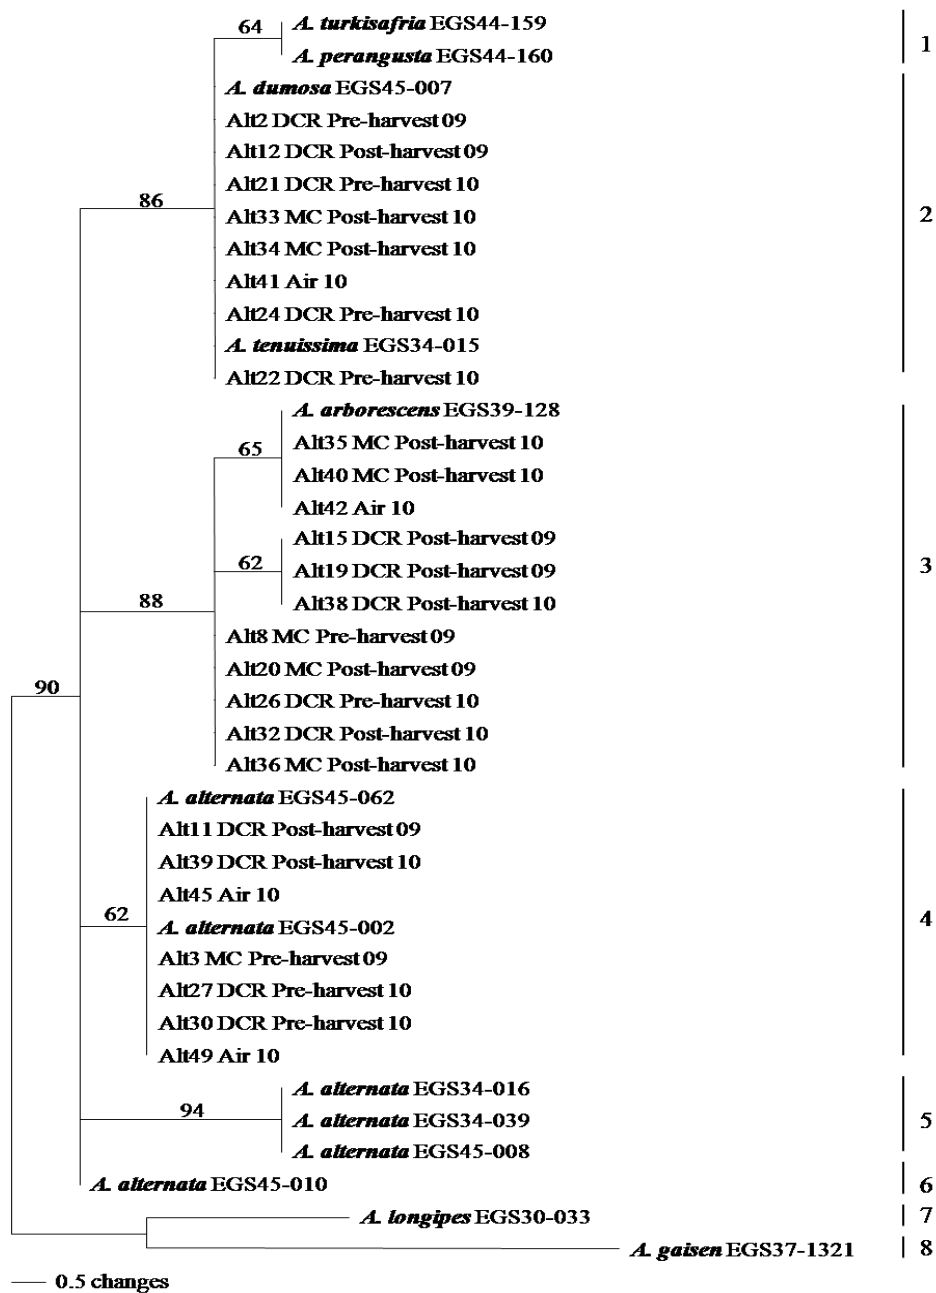 64
A. turkisafria EGS44-159
A. perangusta EGS44-160
1
A. dumosa EGS45-007
Alt2 DCR Pre-harvest 09
Alt12 DCR Post-harvest 09
Alt21 DCR Pre-harvest 10
86
Alt33 MC Post-harvest 10
2
Alt34 MC Post-harvest 10
Alt41 Air 10
Alt24 DCR Pre-harvest 10
A. tenuissima EGS34-015
Alt22 DCR Pre-harvest 10
A. arborescens EGS39-128
65
Alt35 MC Post-harvest 10
Alt40 MC Post-harvest 10
Alt42 Air 10
Alt15 DCR Post-harvest 09
62
Alt19 DCR Post-harvest 09
3
Alt38 DCR Post-harvest 10
88
Alt8 MC Pre-harvest 09
Alt20 MC Post-harvest 09
90
Alt26 DCR Pre-harvest 10
Alt32 DCR Post-harvest 10
Alt36 MC Post-harvest 10
A. alternata EGS45-062
Alt11 DCR Post-harvest 09
Alt39 DCR Post-harvest 10
Alt45 Air 10
62
A. alternata EGS45-002
4
Alt3 MC Pre-harvest 09
Alt27 DCR Pre-harvest 10
Alt30 DCR Pre-harvest 10
Alt49 Air 10
A. alternata EGS34-016
94
A. alternata EGS34-039
5
A. alternata EGS45-008
A. alternata EGS45-010
6
A. longipes EGS30-033
7
A. gaisen EGS37-1321
8
0.5 changes